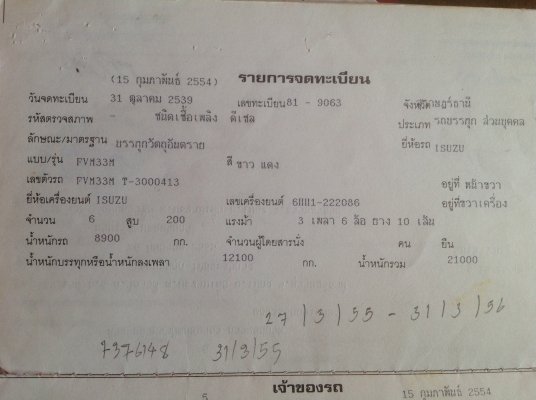 (15 กุมภาพันธ์ 2554) รายการจดทะเบียน
วันจดทะเบียน 31 ตุลาคม 2539 เลขทะเบียน 81 - 9063 จังหวัด
รหัสตรวจสภาพ - ชนิดเชื้อเพลิง ดีเซล ประเภท รถบรรทุก ส่วนบุคคล
ลักษณะ/มาตรฐาน บรรทุกวัตถุอันตราย ยี่ห้อรถ ISUZU
แบบ/รุ่น FVM33M สี ขาว แดง
เลขตัวรถ FVM33M T-3000413 อยู่ที่ หน้าขวา
ยี่ห้อเครื่องยนต์ ISUZU เลขเครื่องยนต์ 6HH1-222086 อยู่ที่ขวาเครื่อง
จำนวน 6 สูบ 200 แรงม้า 3 เพลา 6 ล้อ ยาง 10 เส้น
น้ำหนักรถ 8900 กก. จำนวนผู้โดยสารนั่ง คน ยืน
น้ำหนักบรรทุกหรือน้ำหนักลงเพลา 12100 กก. น้ำหนักรวม 21000
27/3/55 - 31/3/56
7376148 31/3/55
เจ้าของรถ
5 15 กุมภาพันธ์ 2554